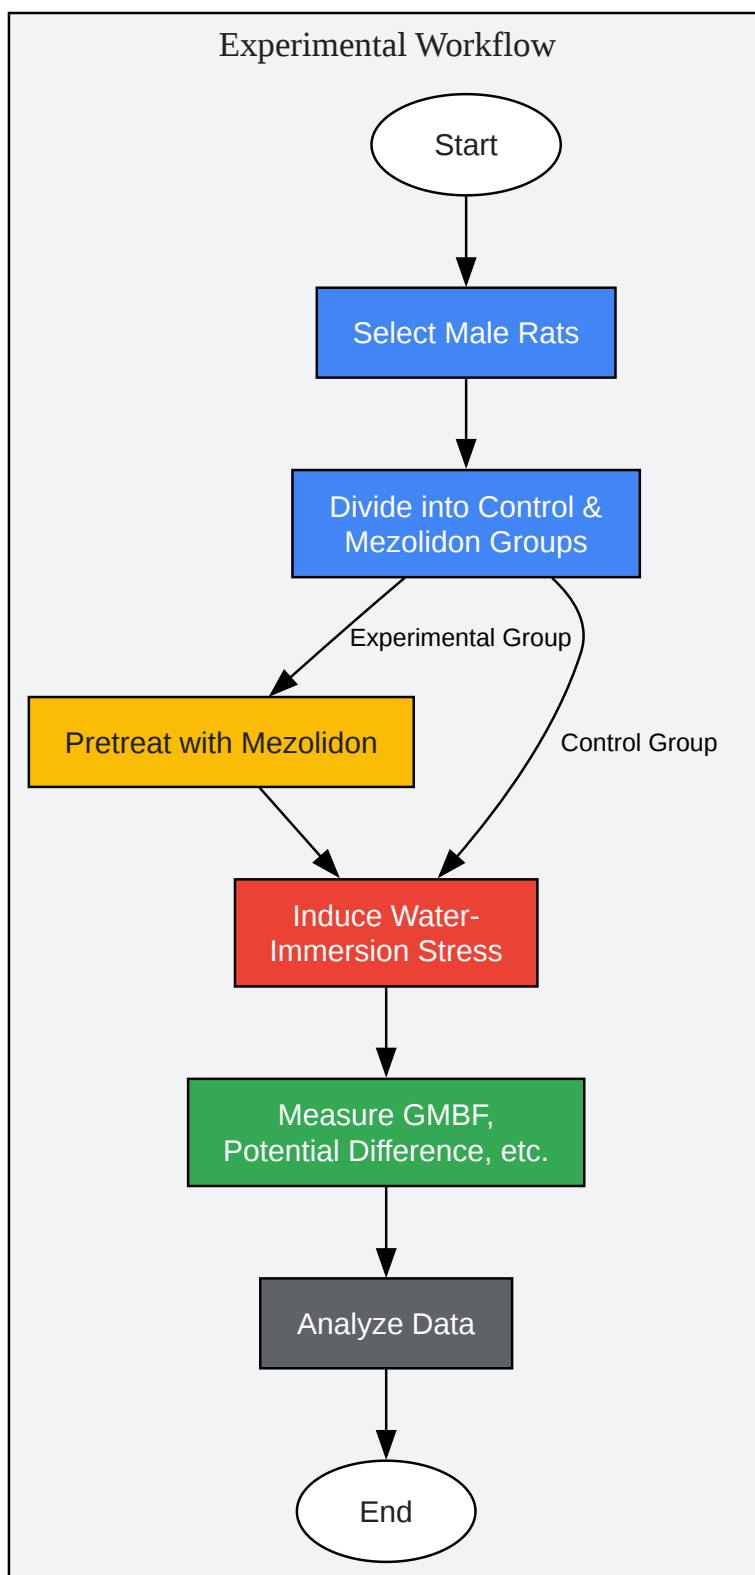 Experimental Workflow
Start
Select Male Rats
Divide into Control &
Mezolidon Groups
Experimental Group
Pretreat with Mezolidon
Control Group
Induce Water-
Immersion Stress
Measure GMBF,
Potential Difference, etc.
Analyze Data
End